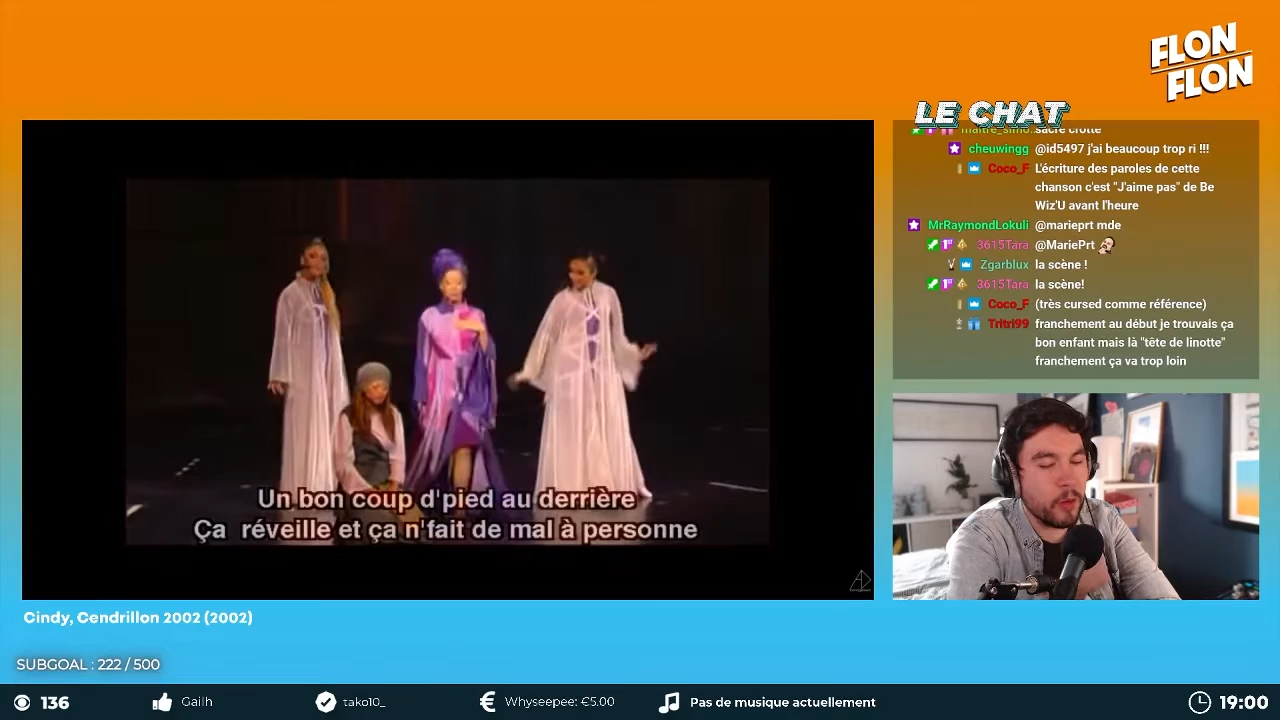 FLON
FLON
LE CHAT
maitre_simo.. sacré crotte
cheuwingg @id5497 j'ai beaucoup trop ri !!!
Coco_F L'écriture des paroles de cette
chanson c'est "J'aime pas" de Be
Wiz'U avant l'heure
MrRaymondLokuli @marieprt mde
3615Tara @MariePrt
Zgarblux la scène !
3615Tara la scène!
Coco_F (très cursed comme référence)
Tritri99 franchement au début je trouvais ça
bon enfant mais là "tête de linotte"
franchement ça va trop loin
Un bon coup d'pied au derrière
Ça réveille et ça n'fait de mal à personne
Cindy, Cendrillon 2002 (2002)
SUBGOAL : 222 / 500
136
Gailh
tako10_
€ Whyseepee: €5.00
Pas de musique actuellement
19:00